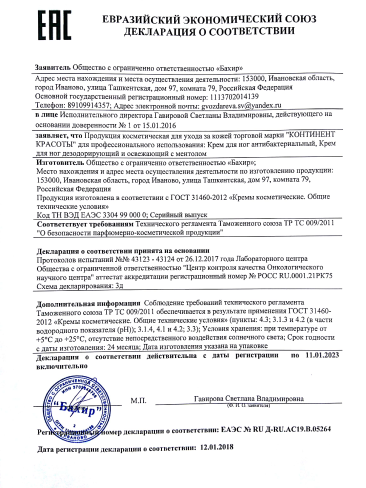 ЕАС
ЕВРАЗИЙСКИЙ ЭКОНОМИЧЕСКИЙ СОЮЗ
ДЕКЛАРАЦИЯ О СООТВЕТСТВИИ
Заявитель Общество с ограниченно ответственностью «Бахир»
Адрес места нахождения и места осуществления деятельности: 153000, Ивановская область,
город Иваново, улица Ташкентская, дом 97, комната 79, Российская Федерация
Основной государственный регистрационный номер: 1113702014139
Телефон: 89109914357; Адрес электронной почты: gvozdareva.sv@yandex.ru
в лице Исполнительного директора Гавировой Светланы Владимировны, действующего на
основании доверенности № 1 от 15.01.2016
заявляет, что Продукция косметическая для ухода за кожей торговой марки "КОНТИНЕНТ
КРАСОТЫ" для профессионального использования: Крем для ног антибактериальный, Крем
для ног дезодорирующий и освежающий с ментолом
Изготовитель Общество с ограниченно ответственностью «Бахир»;
Место нахождения и адрес места осуществления деятельности по изготовлению продукции:
153000, Ивановская область, город Иваново, улица Ташкентская, дом 97, комната 79,
Российская Федерация
Продукция изготовлена в соответствии с ГОСТ 31460-2012 «Кремы косметические. Общие
технические условия»
Код ТН ВЭД ЕАЭС 3304 99 000 0; Серийный выпуск
Соответствует требованиям Технического регламента Таможенного союза ТР ТС 009/2011
"О безопасности парфюмерно-косметической продукции"
Декларация о соответствии принята на основании
Протоколов испытаний №№ 43123 - 43124 от 26.12.2017 года Лабораторного центра
Общества с ограниченной ответственностью "Центр контроля качества Онкологического
научного центра" аттестат аккредитации регистрационный номер № РОСС RU.0001.21РК75
Схема декларирования: 3д
Дополнительная информация Соблюдение требований технического регламента
Таможенного союза ТР ТС 009/2011 обеспечивается в результате применения ГОСТ 31460-
2012 «Кремы косметические. Общие технические условия» (пункты: 4.3; 3.1.3 и 4.2 (в части
водородного показателя (pH)); 3.1.4, 4.1 и 4.2; 3.3); Условия хранения: при температуре от
+5°С до +25°С, отсутствие непосредственного воздействия солнечного света; Срок годности
с даты изготовления: 24 месяца; Дата изготовления указана на упаковке
Декларация о соответствии действительна с даты регистрации по 11.01.2023
включительно
"Бахир"
М.П.
Гавирова Светлана Владимировна
(Ф. И. О. заявителя)
Регистрационный номер декларации о соответствии: ЕАЭС № RU Д-RU.АС19.В.05264
Дата регистрации декларации о соответствии: 12.01.2018